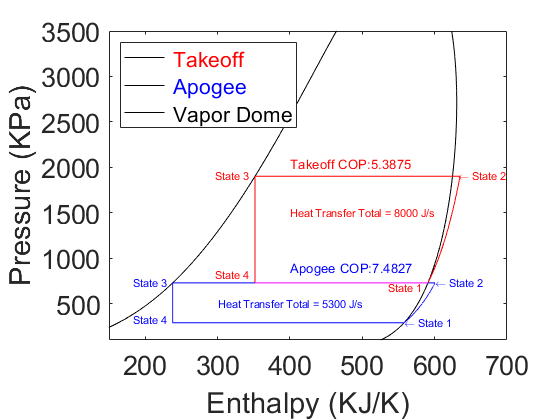 3500
3000
2500
2000
1500
1000
500
Pressure (KPa)
Takeoff
Apogee
Vapor Dome
Takeoff COP:5.3875
State 3
← State 2
Heat Transfer Total = 8000 J/s
Apogee COP:7.4827
State 4
State 1
State 3
← State 2
Heat Transfer Total = 5300 J/s
State 4
← State 1
200 300 400 500 600 700
Enthalpy (KJ/K)